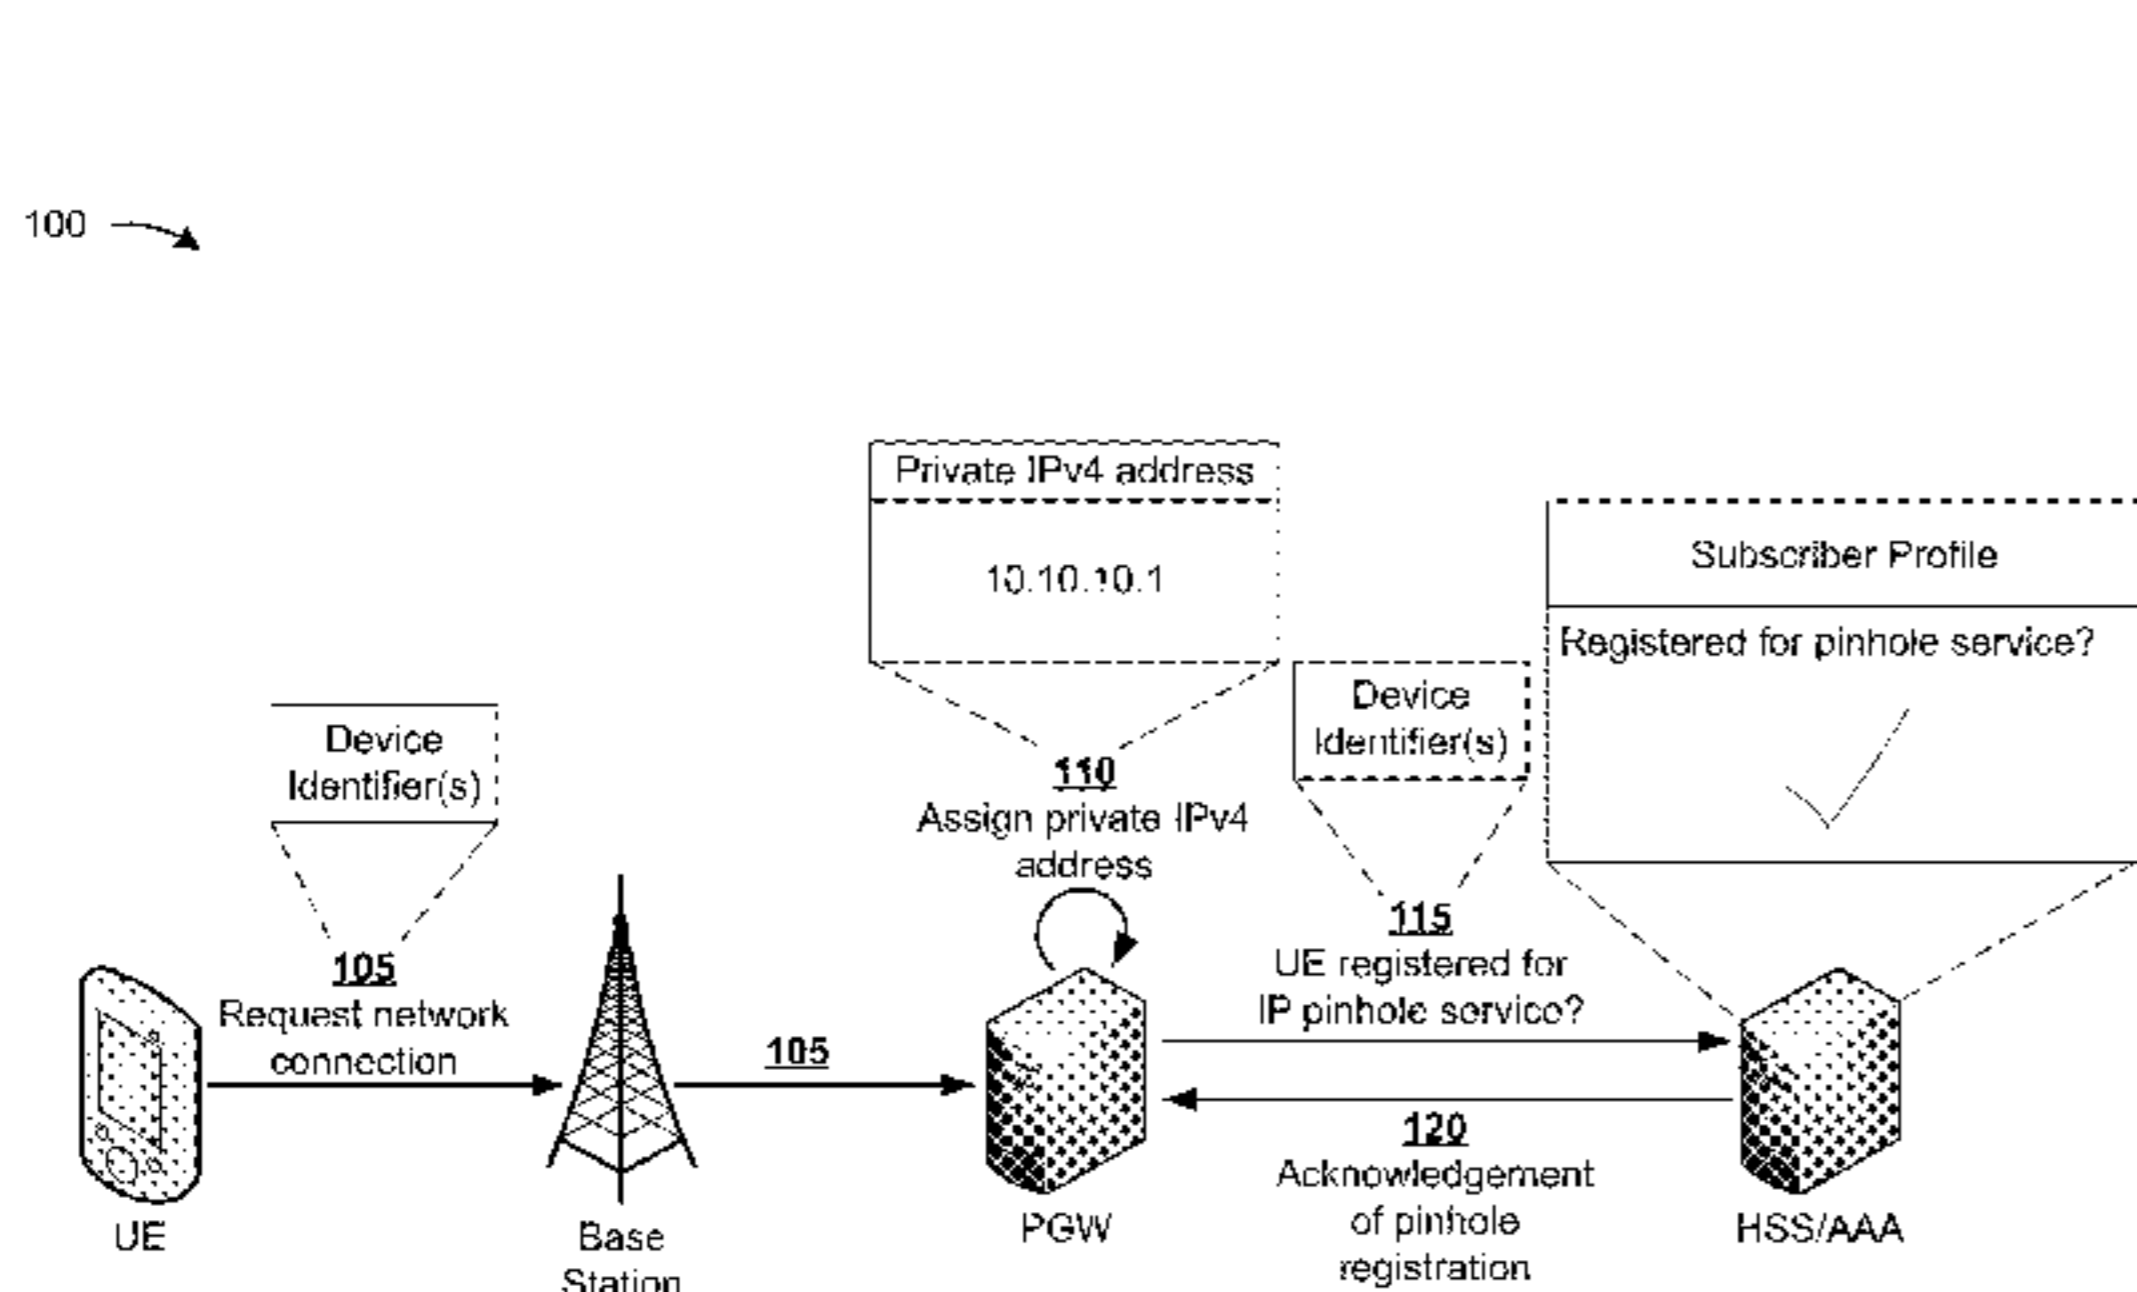 100
Private IPv4 address
10.10.10.1
Subscriber Profile
Registered for pinhole service?
Device
Identifier(s)
Device
Identifier(s)
110
Assign private IPv4
address
115
UE registered for
IP pinhole service?
105
Request network
connection
105
120
Acknowledgement
of pinhole
registration
UE
Base
Station
PGW
HSS/AAA